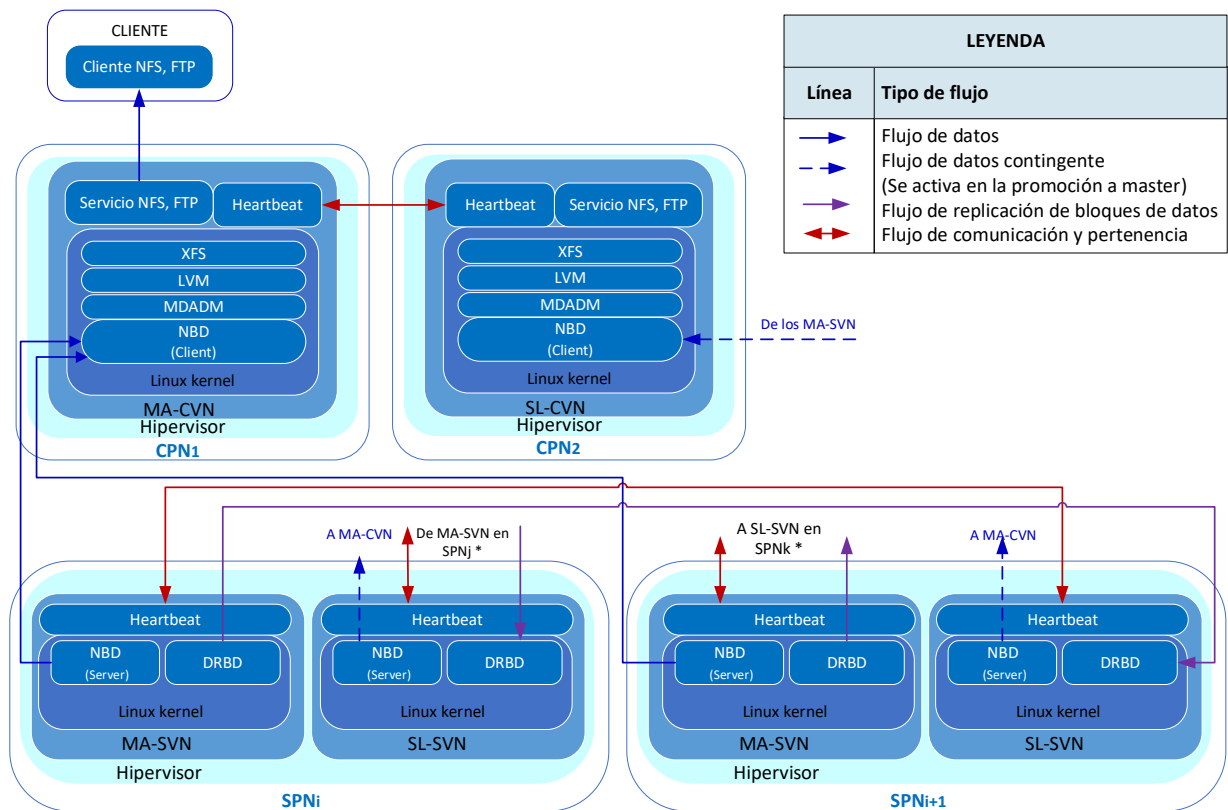 CLIENTE
Cliente NFS, FTP
LEYENDA
Línea Tipo de flujo
Flujo de datos
Flujo de datos contingente
(Se activa en la promoción a master)
Flujo de replicación de bloques de datos
Flujo de comunicación y pertenencia
Servicio NFS, FTP
Heartbeat
XFS
LVM
MDADM
NBD
(Client)
Linux kernel
MA-CVN
Hipervisor
CPN1
Heartbeat
Servicio NFS, FTP
XFS
LVM
MDADM
NBD
(Client)
Linux kernel
SL-CVN
Hipervisor
CPN2
De los MA-SVN
A MA-CVN
De MA-SVN en
SPNj *
A SL-SVN en
SPNk *
A MA-CVN
Heartbeat
NBD
(Server)
DRBD
Linux kernel
MA-SVN
Heartbeat
NBD
(Server)
DRBD
Linux kernel
SL-SVN
Hipervisor
SPNi
Heartbeat
NBD
(Server)
DRBD
Linux kernel
MA-SVN
Heartbeat
NBD
(Server)
DRBD
Linux kernel
SL-SVN
Hipervisor
SPNi+1